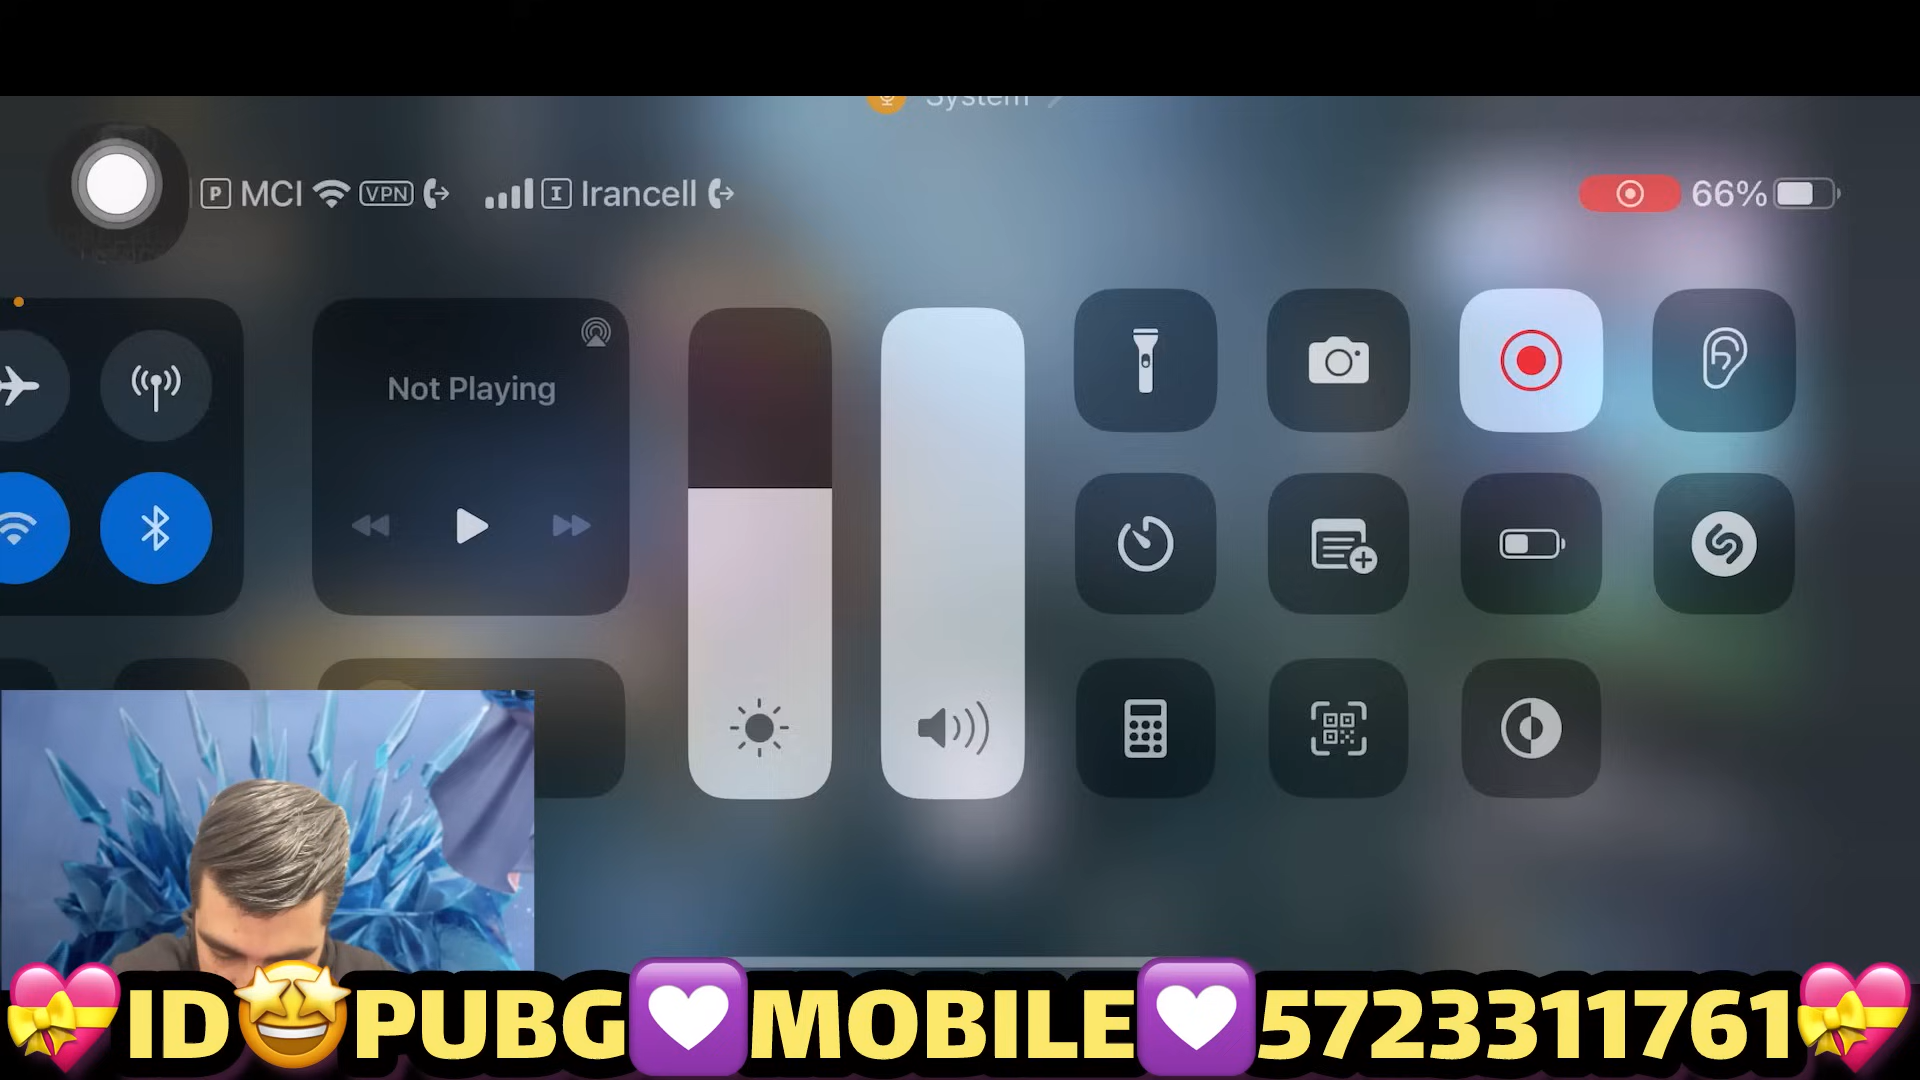 System
P MCI VPN I Irancell 66%
Not Playing
ID🤩PUBG💜MOBILE💜5723311761